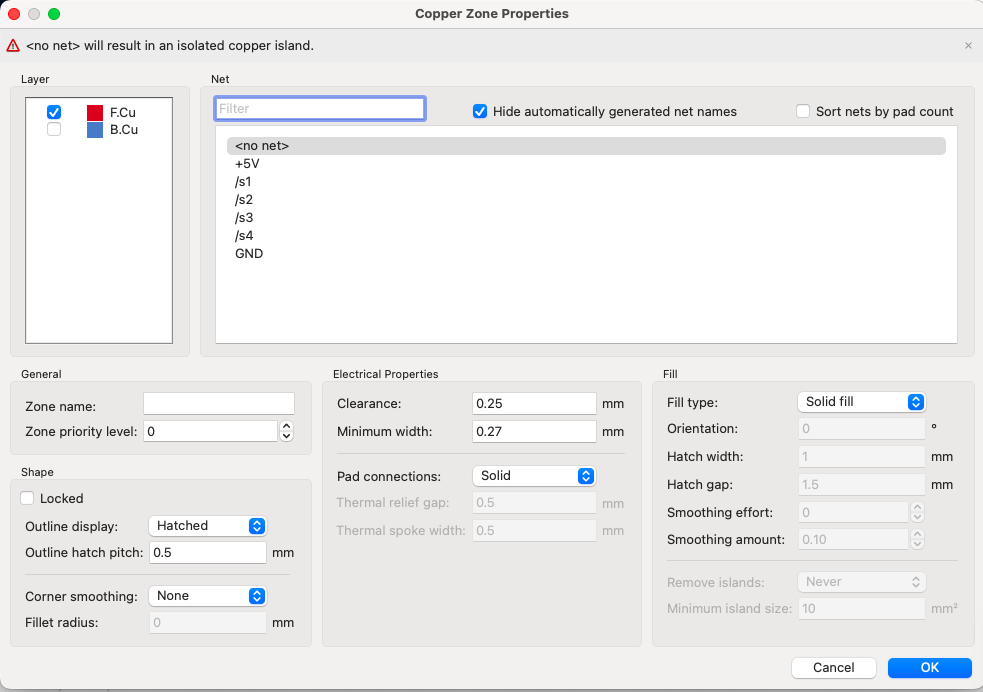 Copper Zone Properties
<no net> will result in an isolated copper island.
×
Layer
F.Cu
B.Cu
Net
Filter
Hide automatically generated net names
Sort nets by pad count
<no net>
+5V
/s1
/s2
/s3
/s4
GND
General
Zone name:
Zone priority level: 0
Shape
Locked
Outline display: Hatched
Outline hatch pitch: 0.5 mm
Corner smoothing: None
Fillet radius: 0 mm
Electrical Properties
Clearance: 0.25 mm
Minimum width: 0.27 mm
Pad connections: Solid
Thermal relief gap: 0.5 mm
Thermal spoke width: 0.5 mm
Fill
Fill type: Solid fill
Orientation: 0 °
Hatch width: 1 mm
Hatch gap: 1.5 mm
Smoothing effort: 0
Smoothing amount: 0.10
Remove islands: Never
Minimum island size: 10 mm²
Cancel
OK